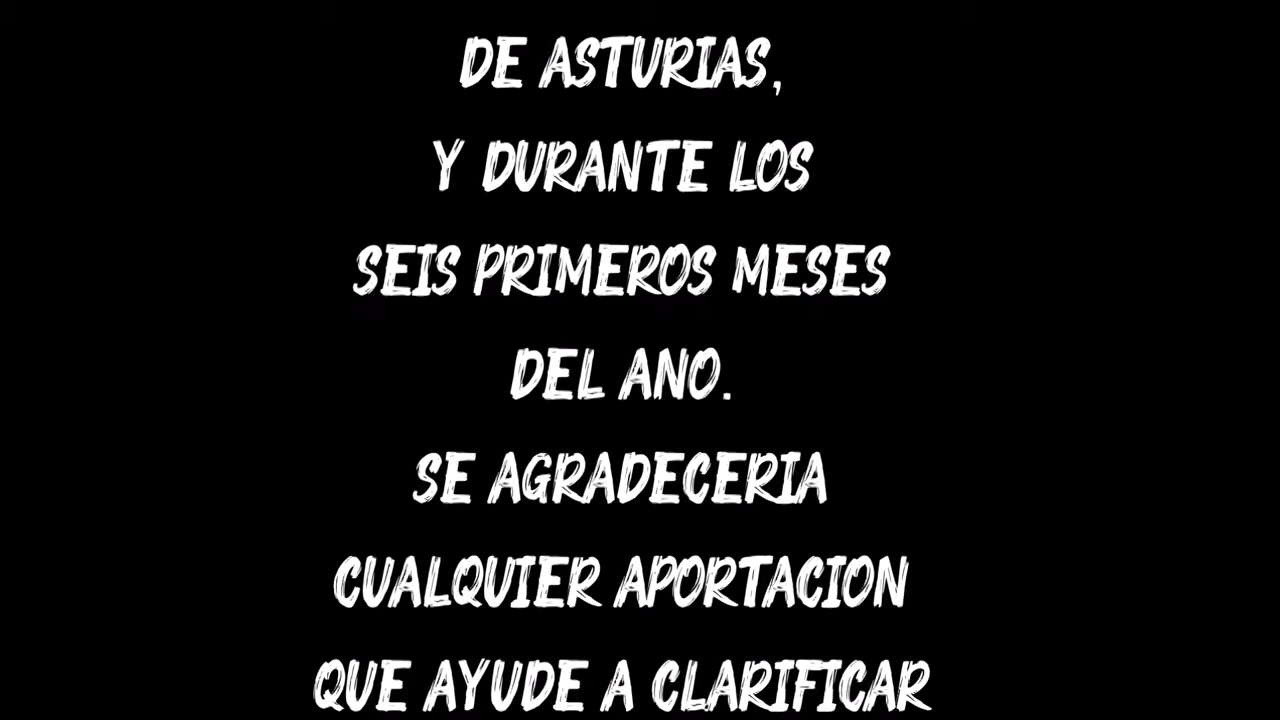 DE ASTURIAS,
Y DURANTE LOS
SEIS PRIMEROS MESES
DEL ANO.
SE AGRADECERIA
CUALQUIER APORTACION
QUE AYUDE A CLARIFICAR